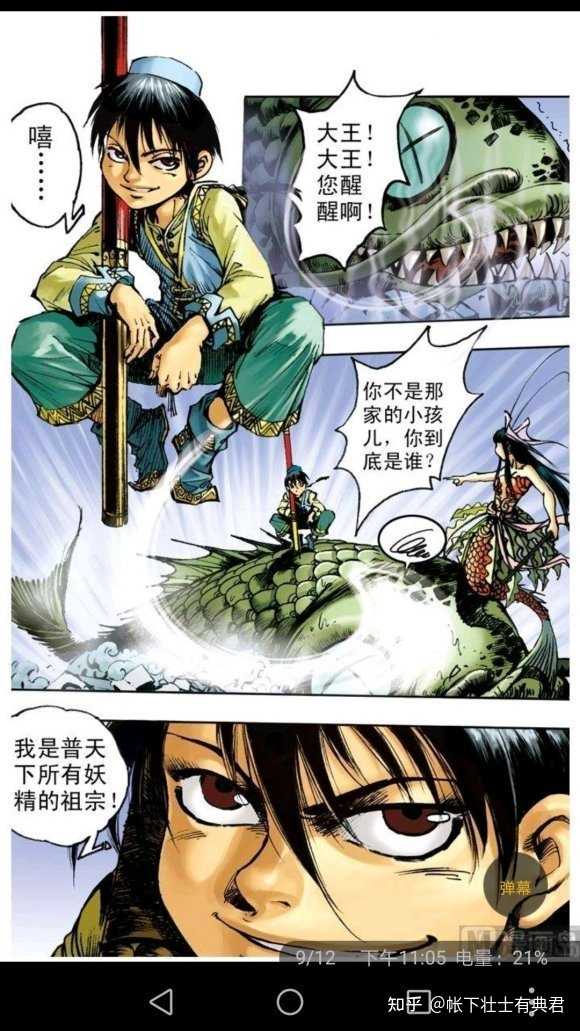 嘻
……
大王！
大王！
您醒
醒啊！
你不是那
家的小孩
儿，你到
底是谁？
我是普天
下所有妖
精的祖宗！
弹幕
9/12 下午11:05 电量：21%
知乎 @帐下壮士有典君